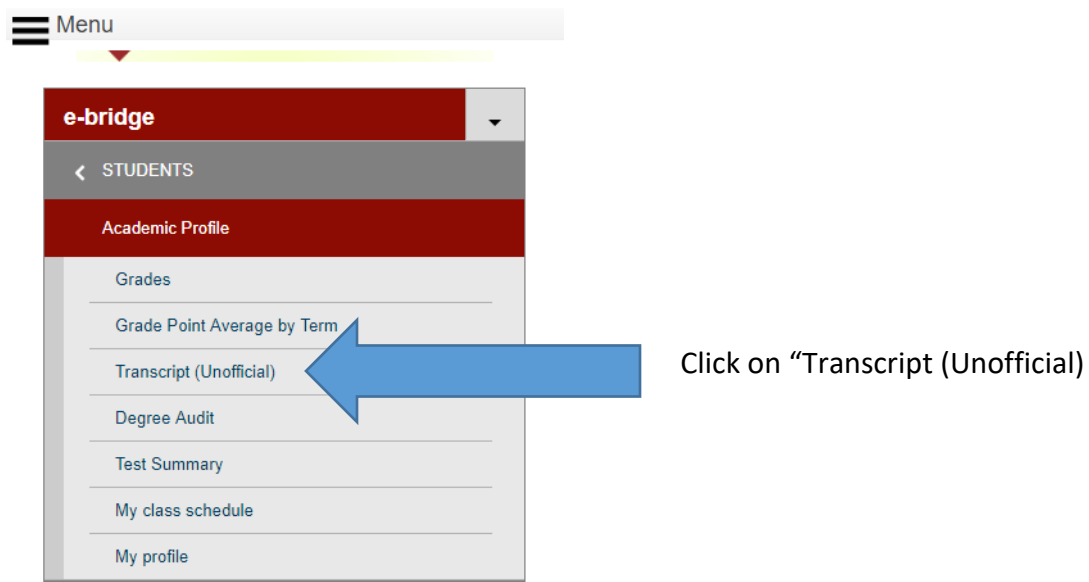 Menu
e-bridge
STUDENTS
Academic Profile
Grades
Grade Point Average by Term
Transcript (Unofficial)
Click on “Transcript (Unofficial)
Degree Audit
Test Summary
My class schedule
My profile